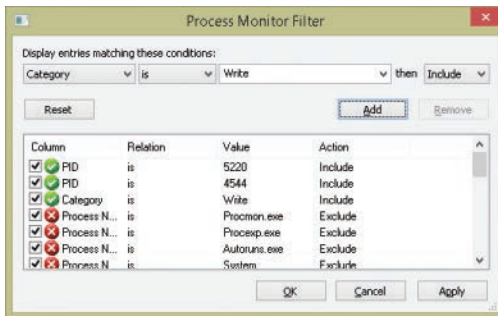 Process Monitor Filter
Display entries matching these conditions:
Category is Write then Include
Reset Add Remove
Column Relation Value Action
PID is 5220 Include
PID is 4544 Include
Category is Write Include
Process N... is Procmon.exe Exclude
Process N... is Procexp.exe Exclude
Process N... is Autoruns.exe Exclude
Process N... is System Exclude
OK Cancel Apply